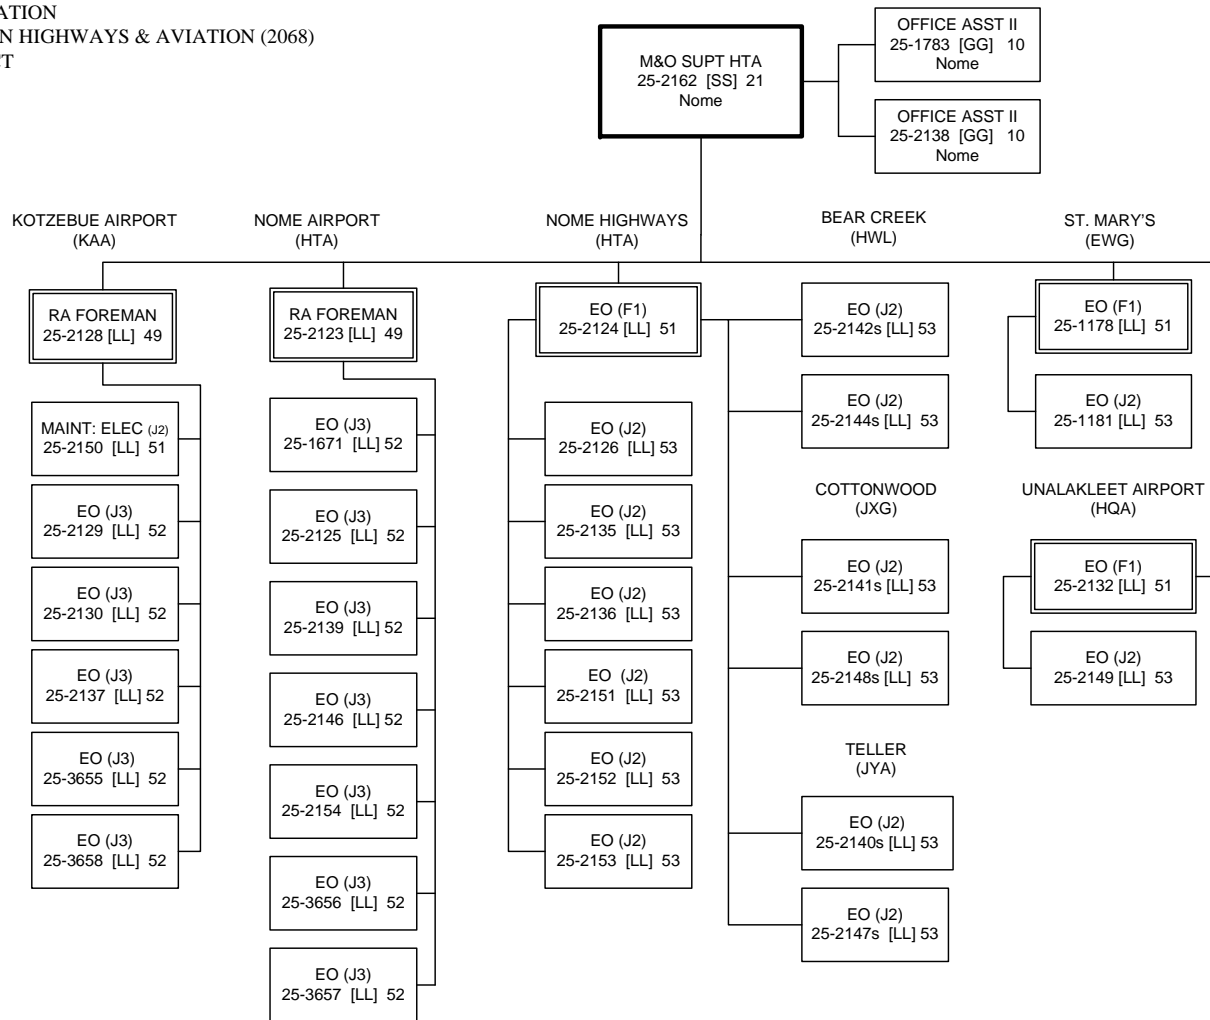 ATION
N HIGHWAYS & AVIATION (2068)
CT
M&O SUPT HTA
25-2162 [SS] 21
Nome
OFFICE ASST II
25-1783 [GG] 10
Nome
OFFICE ASST II
25-2138 [GG] 10
Nome
KOTZEBUE AIRPORT
(KAA)
RA FOREMAN
25-2128 [LL] 49
MAINT: ELEC (J2)
25-2150 [LL] 51
EO (J3)
25-2129 [LL] 52
EO (J3)
25-2130 [LL] 52
EO (J3)
25-2137 [LL] 52
EO (J3)
25-3655 [LL] 52
EO (J3)
25-3658 [LL] 52
NOME AIRPORT
(HTA)
RA FOREMAN
25-2123 [LL] 49
EO (J3)
25-1671 [LL] 52
EO (J3)
25-2125 [LL] 52
EO (J3)
25-2139 [LL] 52
EO (J3)
25-2146 [LL] 52
EO (J3)
25-2154 [LL] 52
EO (J3)
25-3656 [LL] 52
EO (J3)
25-3657 [LL] 52
NOME HIGHWAYS
(HTA)
EO (F1)
25-2124 [LL] 51
EO (J2)
25-2126 [LL] 53
EO (J2)
25-2135 [LL] 53
EO (J2)
25-2136 [LL] 53
EO (J2)
25-2151 [LL] 53
EO (J2)
25-2152 [LL] 53
EO (J2)
25-2153 [LL] 53
BEAR CREEK
(HWL)
EO (J2)
25-2142s [LL] 53
EO (J2)
25-2144s [LL] 53
COTTONWOOD
(JXG)
EO (J2)
25-2141s [LL] 53
EO (J2)
25-2148s [LL] 53
TELLER
(JYA)
EO (J2)
25-2140s [LL] 53
EO (J2)
25-2147s [LL] 53
ST. MARY'S
(EWG)
EO (F1)
25-1178 [LL] 51
EO (J2)
25-1181 [LL] 53
UNALAKLEET AIRPORT
(HQA)
EO (F1)
25-2132 [LL] 51
EO (J2)
25-2149 [LL] 53